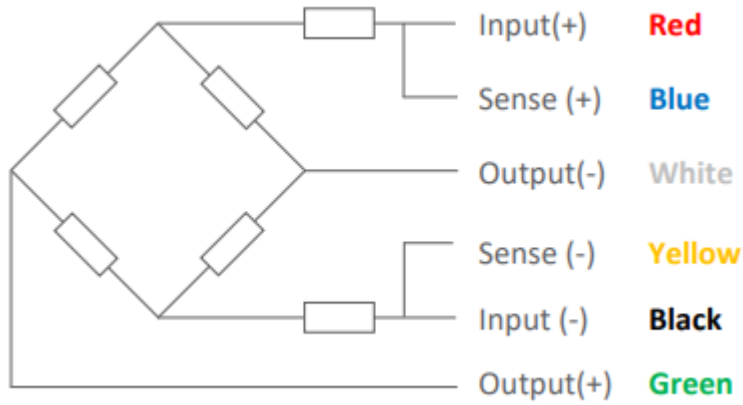 Input(+) Red
Sense (+) Blue
Output(-) White
Sense (-) Yellow
Input (-) Black
Output(+) Green